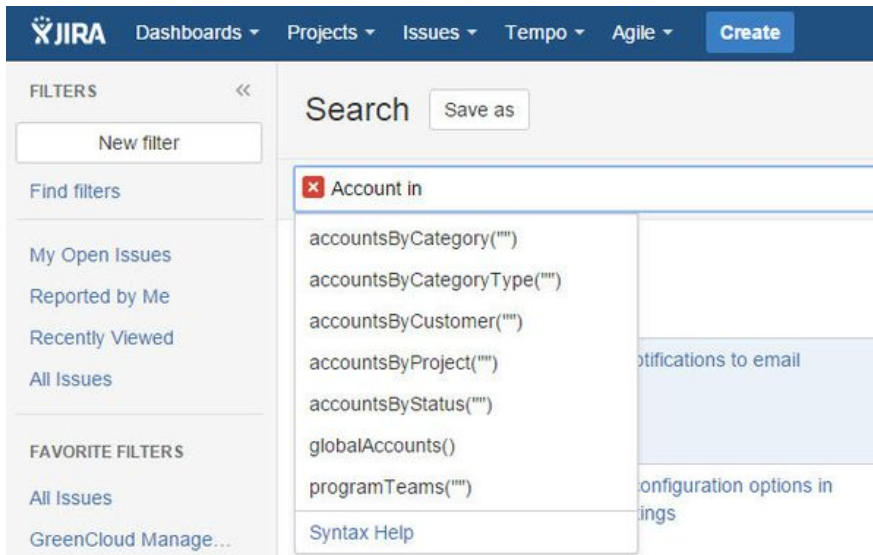 JIRA Dashboards Projects Issues Tempo Agile Create
FILTERS
New filter
Find filters
My Open Issues
Reported by Me
Recently Viewed
All Issues
FAVORITE FILTERS
All Issues
GreenCloud Manage...
Search Save as
Account in
accountsByCategory("")
accountsByCategoryType("")
accountsByCustomer("")
accountsByProject("")
accountsByStatus("")
globalAccounts()
programTeams("")
Syntax Help
otifications to email
onfiguration options in
ings